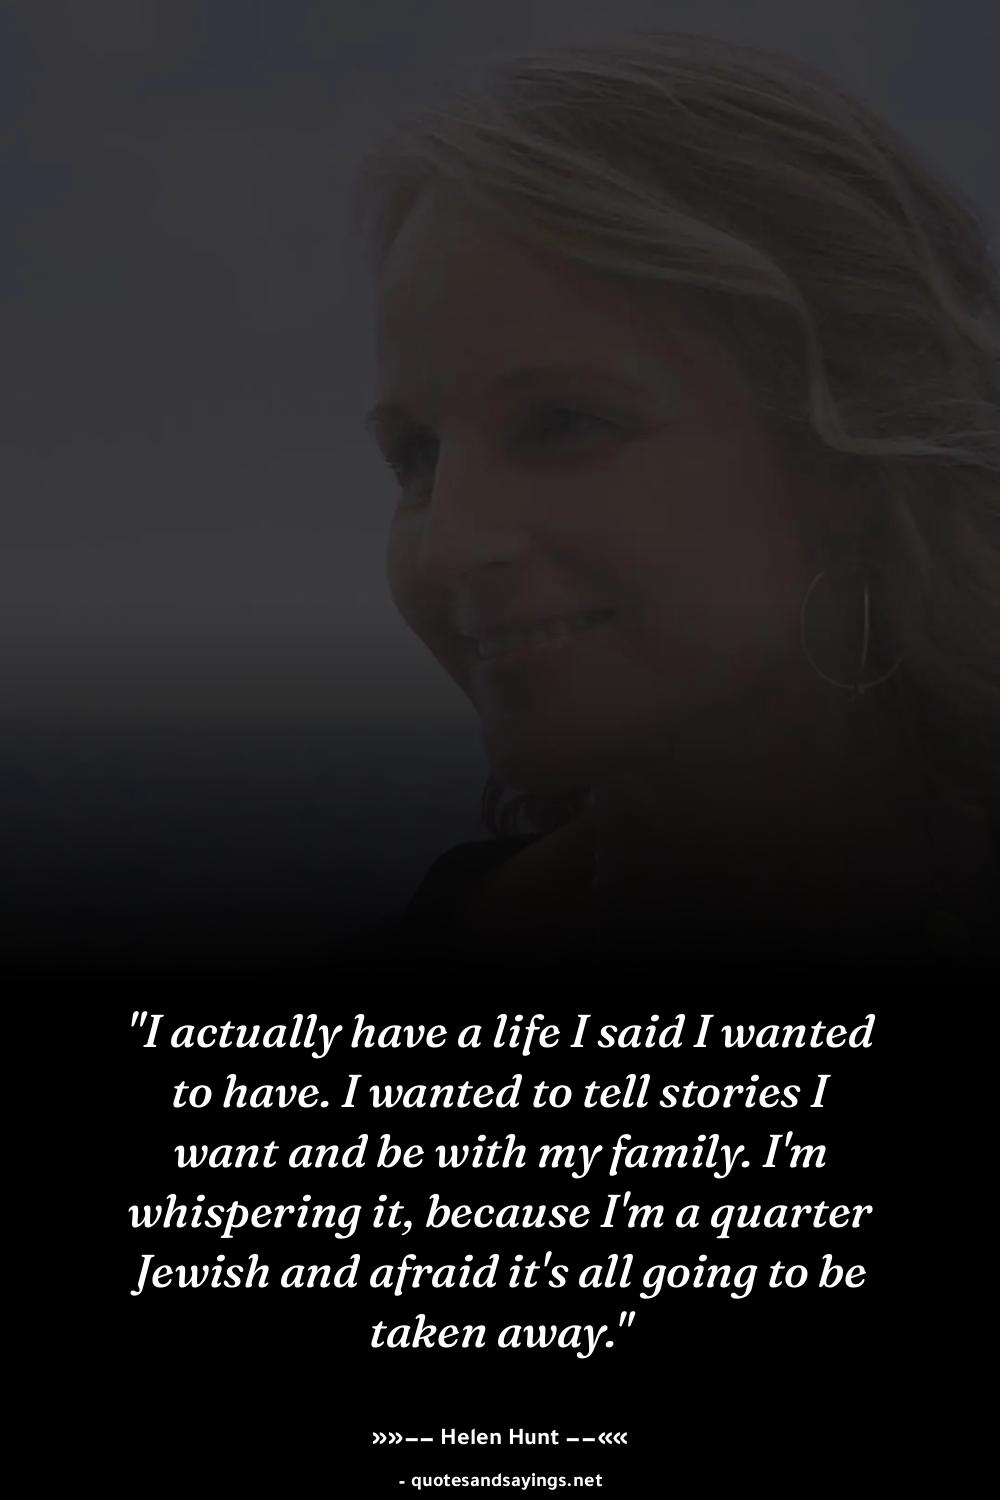 "I actually have a life I said I wanted
to have. I wanted to tell stories I
want and be with my family. I'm
whispering it, because I'm a quarter
Jewish and afraid it's all going to be
taken away."
»»−− Helen Hunt −−««
- quotesandsayings.net